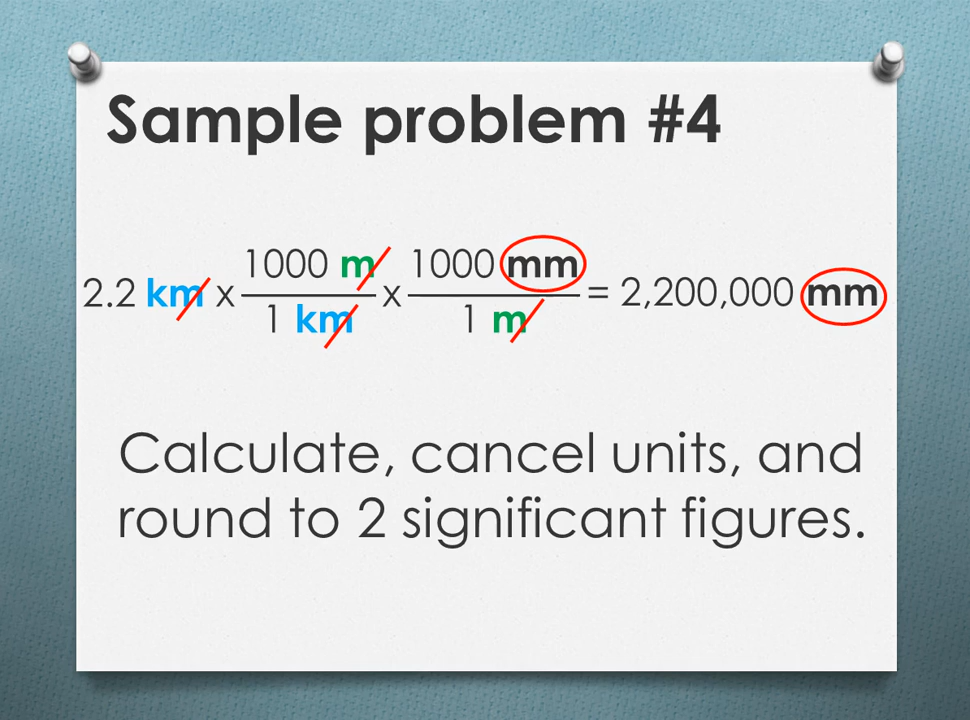 Sample problem #4
1000 m 1000 mm
2.2 km x x = 2,200,000 mm
1 km 1 m
Calculate, cancel units, and
round to 2 significant figures.